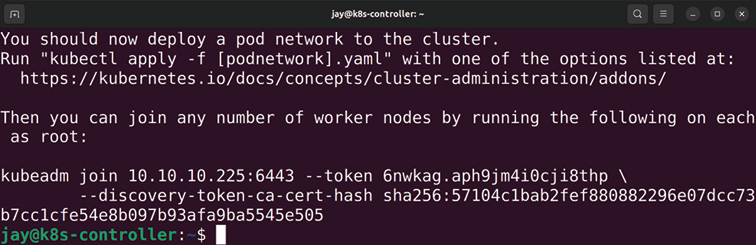 jay@k8s-controller: ~
You should now deploy a pod network to the cluster.
Run "kubectl apply -f [podnetwork].yaml" with one of the options listed at:
  https://kubernetes.io/docs/concepts/cluster-administration/addons/
Then you can join any number of worker nodes by running the following on each
 as root:
kubeadm join 10.10.10.225:6443 --token 6nwkag.aph9jm4i0cji8thp \
        --discovery-token-ca-cert-hash sha256:57104c1bab2fef880882296e07dcc73
b7cc1cfe54e8b097b93afa9ba5545e505
jay@k8s-controller:~$